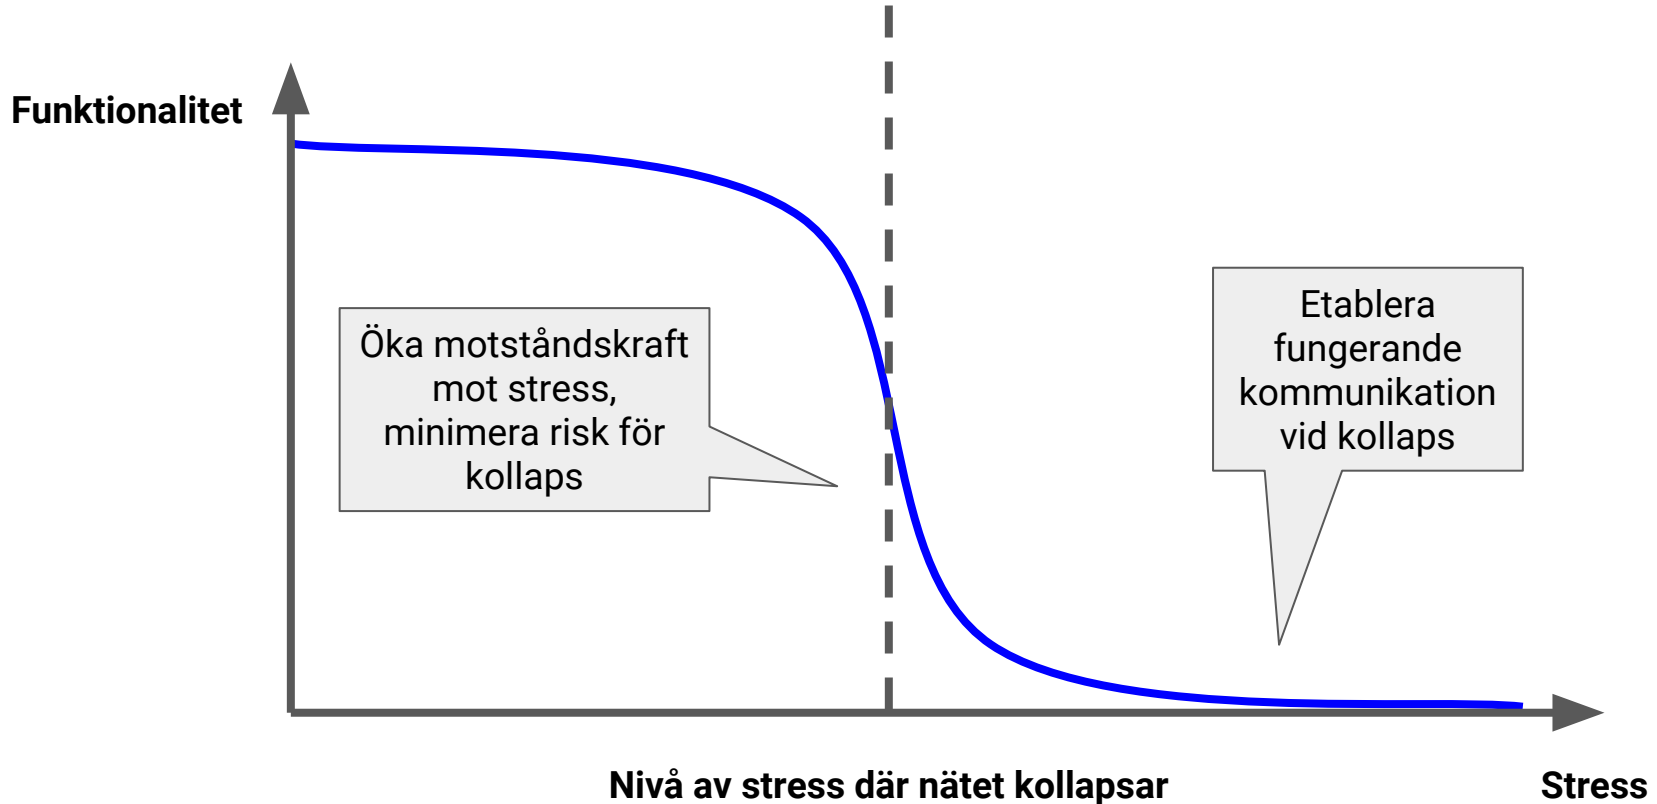 Funktionalitet
Öka motståndskraft
mot stress,
minimera risk för
kollaps
Etablera
fungerande
kommunikation
vid kollaps
Nivå av stress där nätet kollapsar
Stress